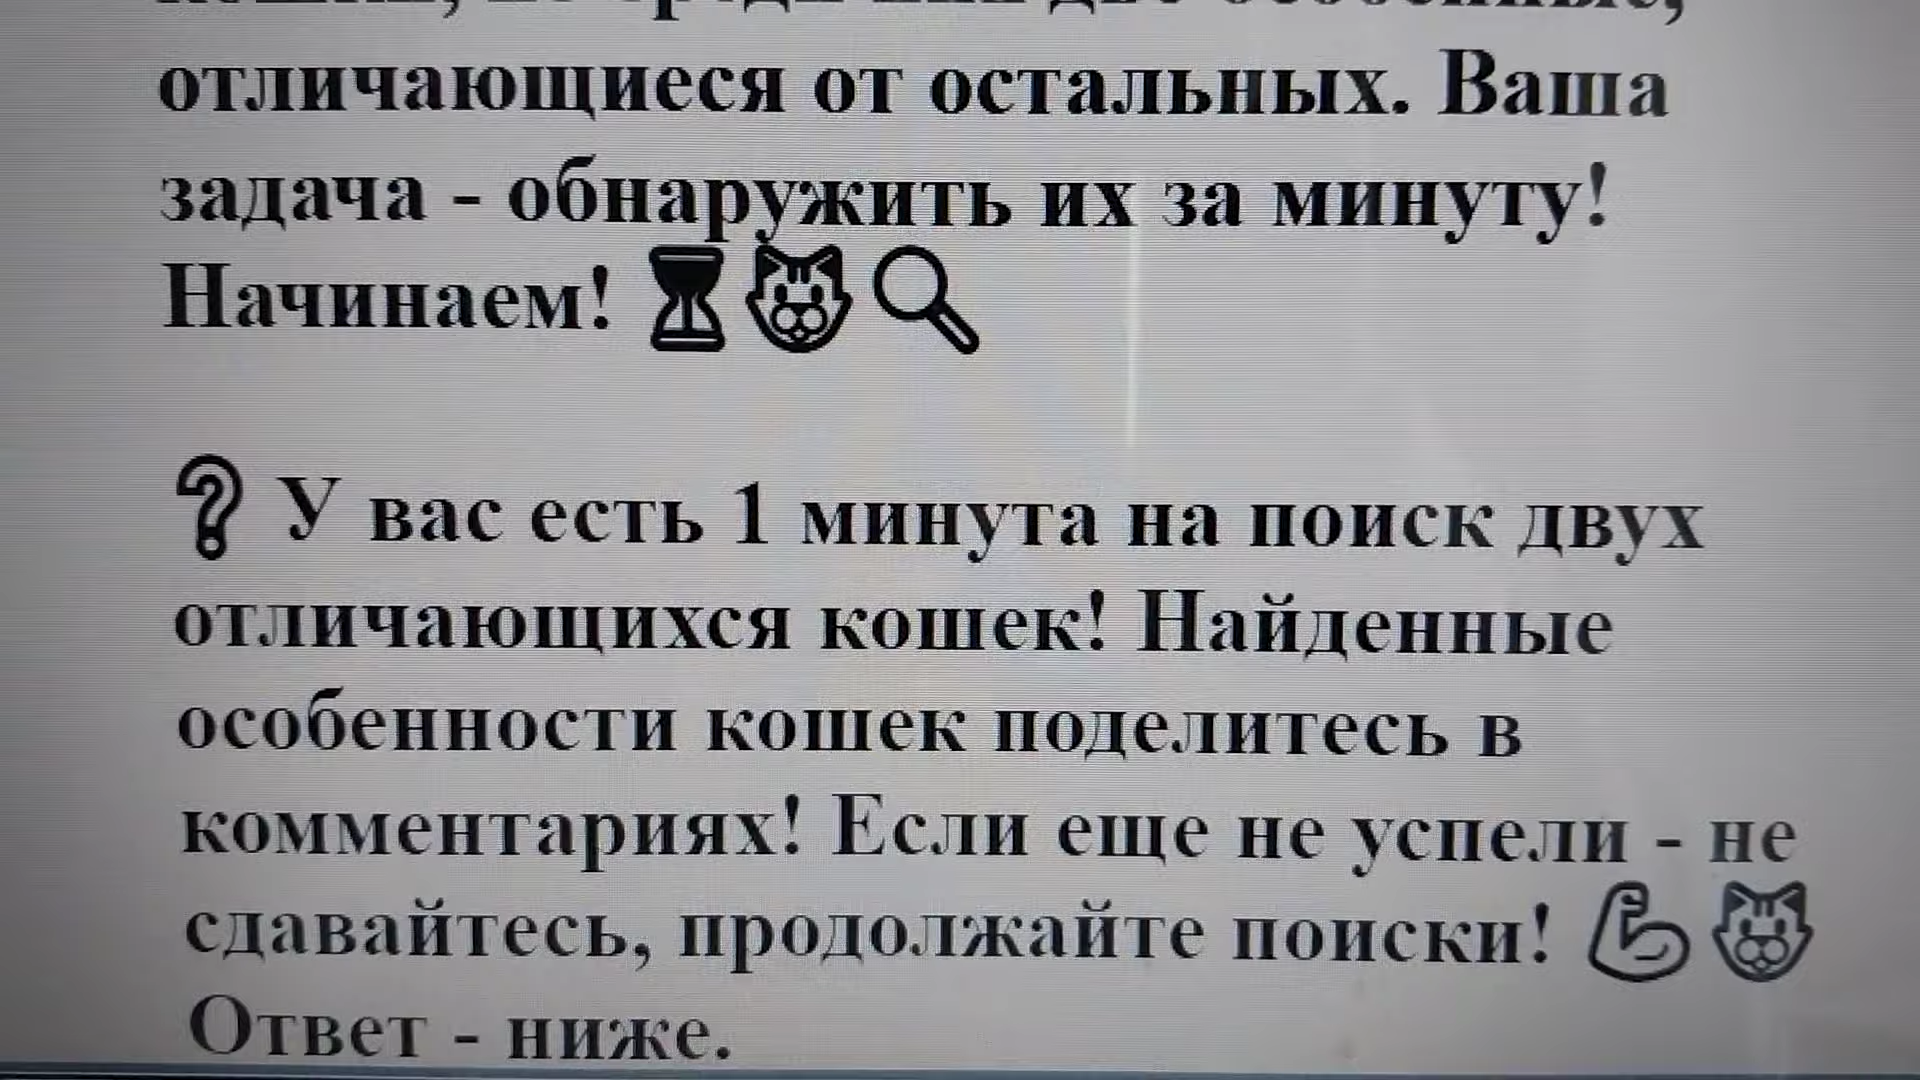 отличающиеся от остальных. Ваша
задача - обнаружить их за минуту!
Начинаем! ⌛🐱🔍
❓ У вас есть 1 минута на поиск двух
отличающихся кошек! Найденные
особенности кошек поделитесь в
комментариях! Если еще не успели - не
сдавайтесь, продолжайте поиски! 💪🐱
Ответ - ниже.